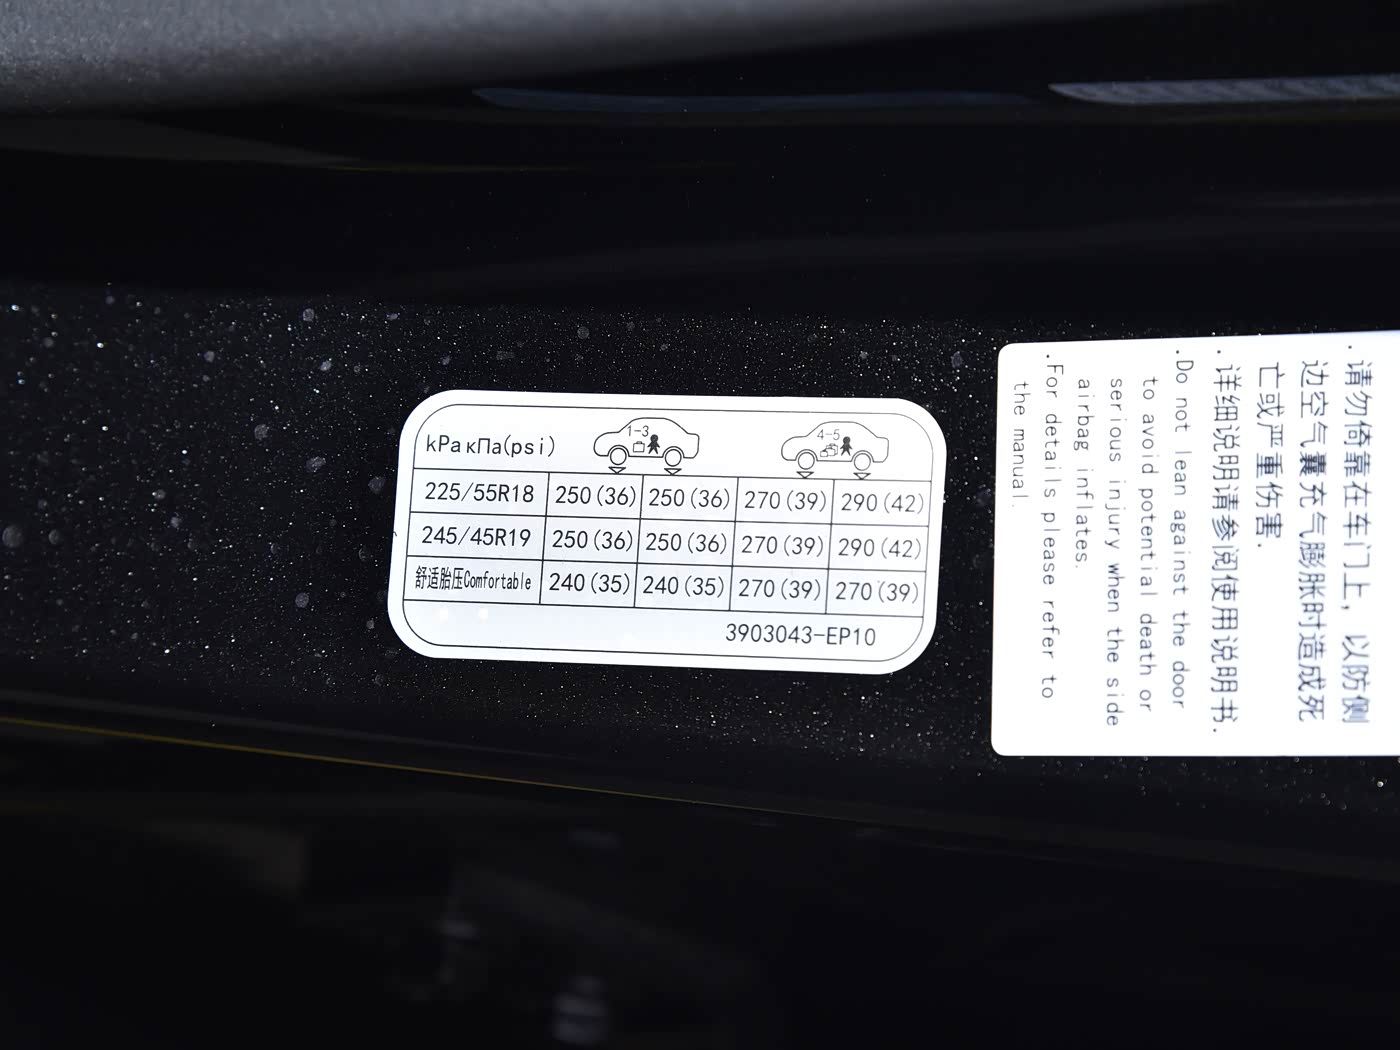 kPa кПа(psi) 1-3 4-5
225/55R18 250(36) 250(36) 270(39) 290(42)
245/45R19 250(36) 250(36) 270(39) 290(42)
舒适胎压Comfortable 240(35) 240(35) 270(39) 270(39)
3903043-EP10
.请勿倚靠在车门上，以防侧
边空气囊充气膨胀时造成死
亡或严重伤害.
.详细说明请参阅使用说明书.
.Do not lean against the door
to avoid potential death or
serious injury when the side
airbag inflates.
.For details please refer to
the manual.